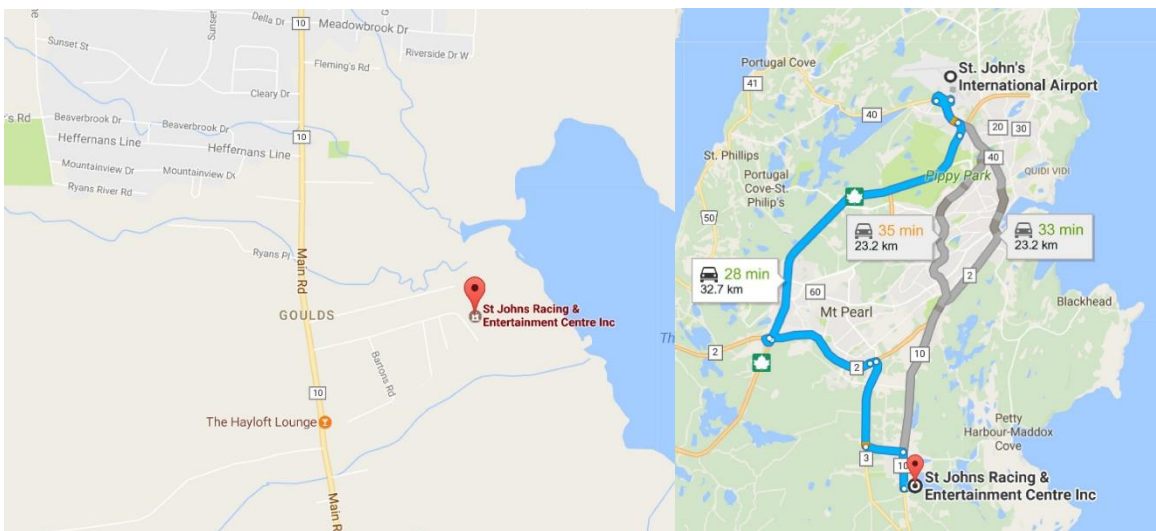 Della Dr
10
Meadowbrook Dr
Sunset St
Sunset
Riverside Dr W
Fleming's Rd
Cleary Dr
's Rd
Beaverbrook Dr
Beaverbrook Dr
10
Heffernans Line
Heffernans Line
Mountainview Dr
Mountainview Dr
Ryans River Rd
Main Rd
Ryans Pl
GOULDS
St Johns Racing &
Entertainment Centre Inc
Bartons Rd
10
The Hayloft Lounge
Main Rd
Portugal Cove
41
St. John's
International Airport
40
20
30
St. Phillips
40
Portugal
Cove-St.
Philip's
Pippy Park
QUIDI VIDI
50
35 min
23.2 km
33 min
23.2 km
28 min
32.7 km
2
60
Mt Pearl
Blackhead
Th
2
10
2
Petty
Harbour-Maddox
Cove
3
10
St Johns Racing &
Entertainment Centre Inc